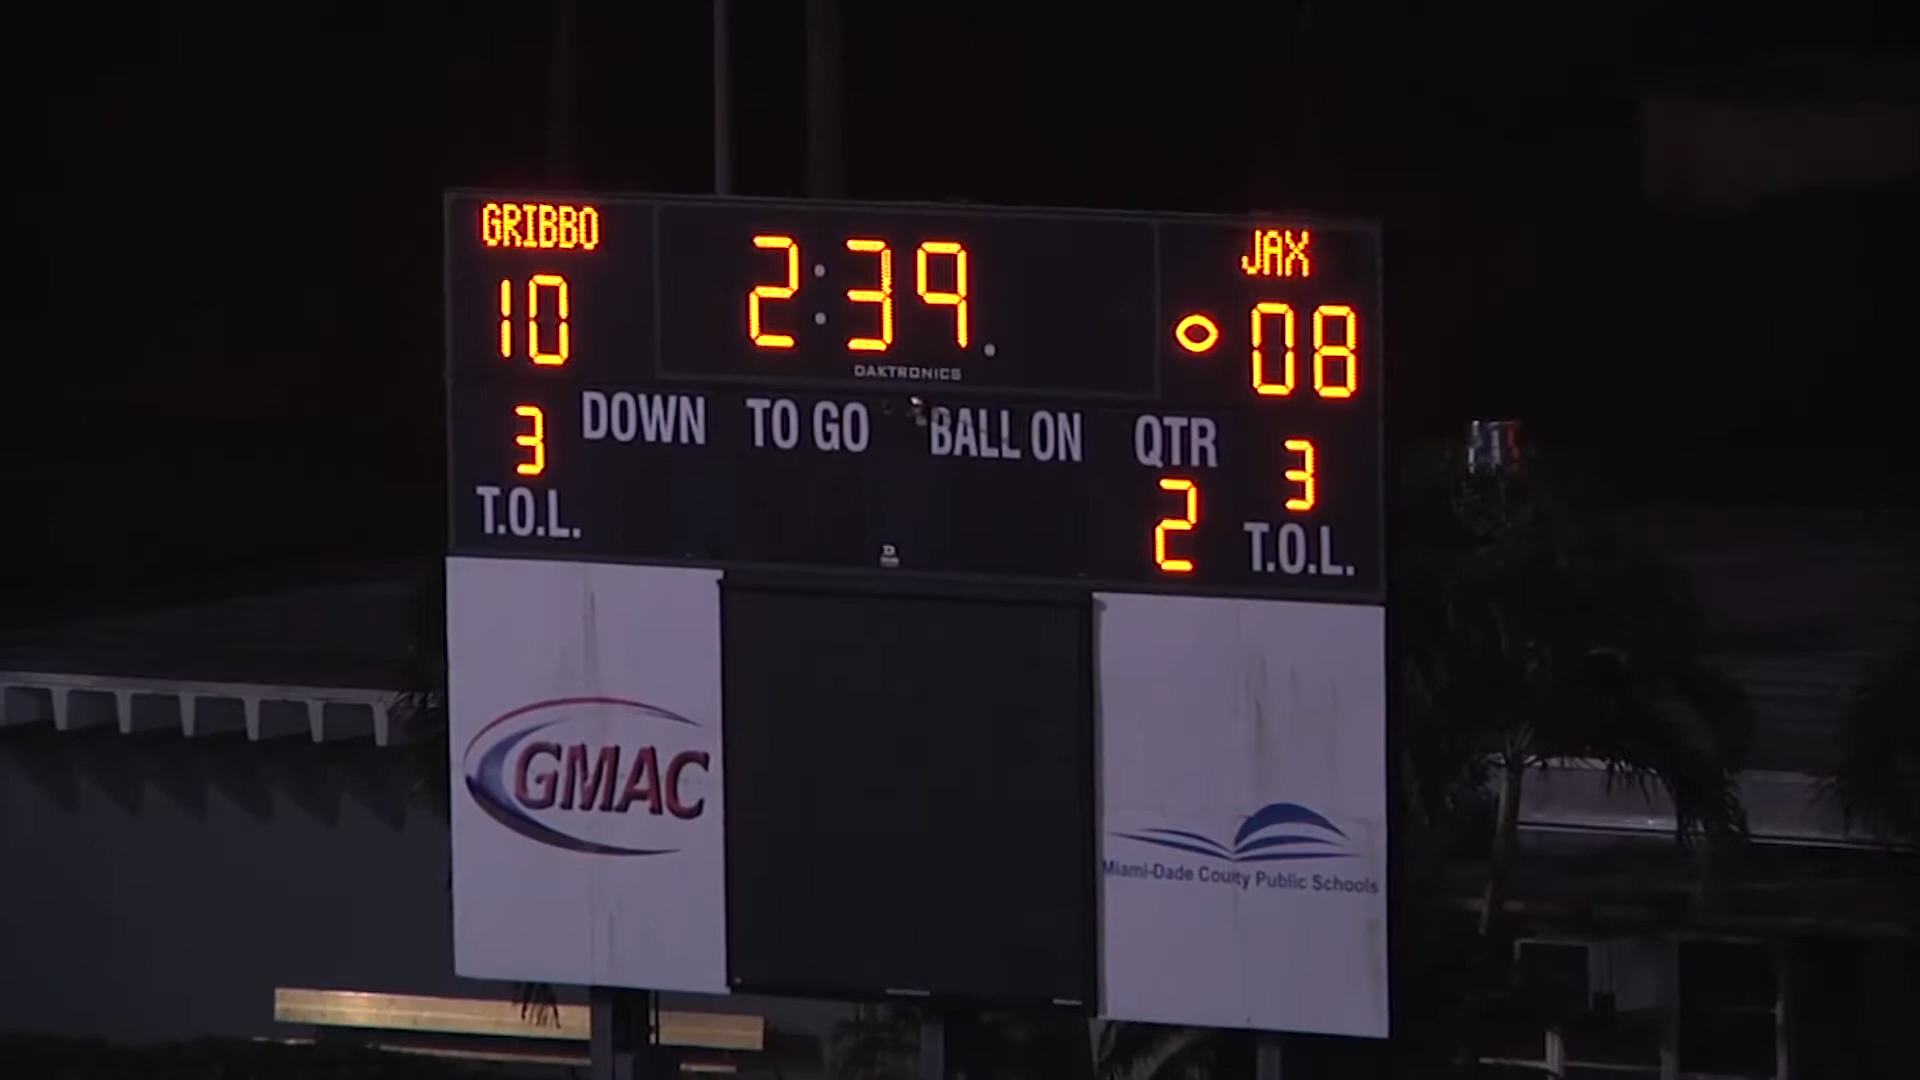 GRIBBO 2:39 JAX
10 08
DAKTRONICS
DOWN TO GO BALL ON QTR
3 2 3
T.O.L. T.O.L.
GMAC
Miami-Dade County Public Schools